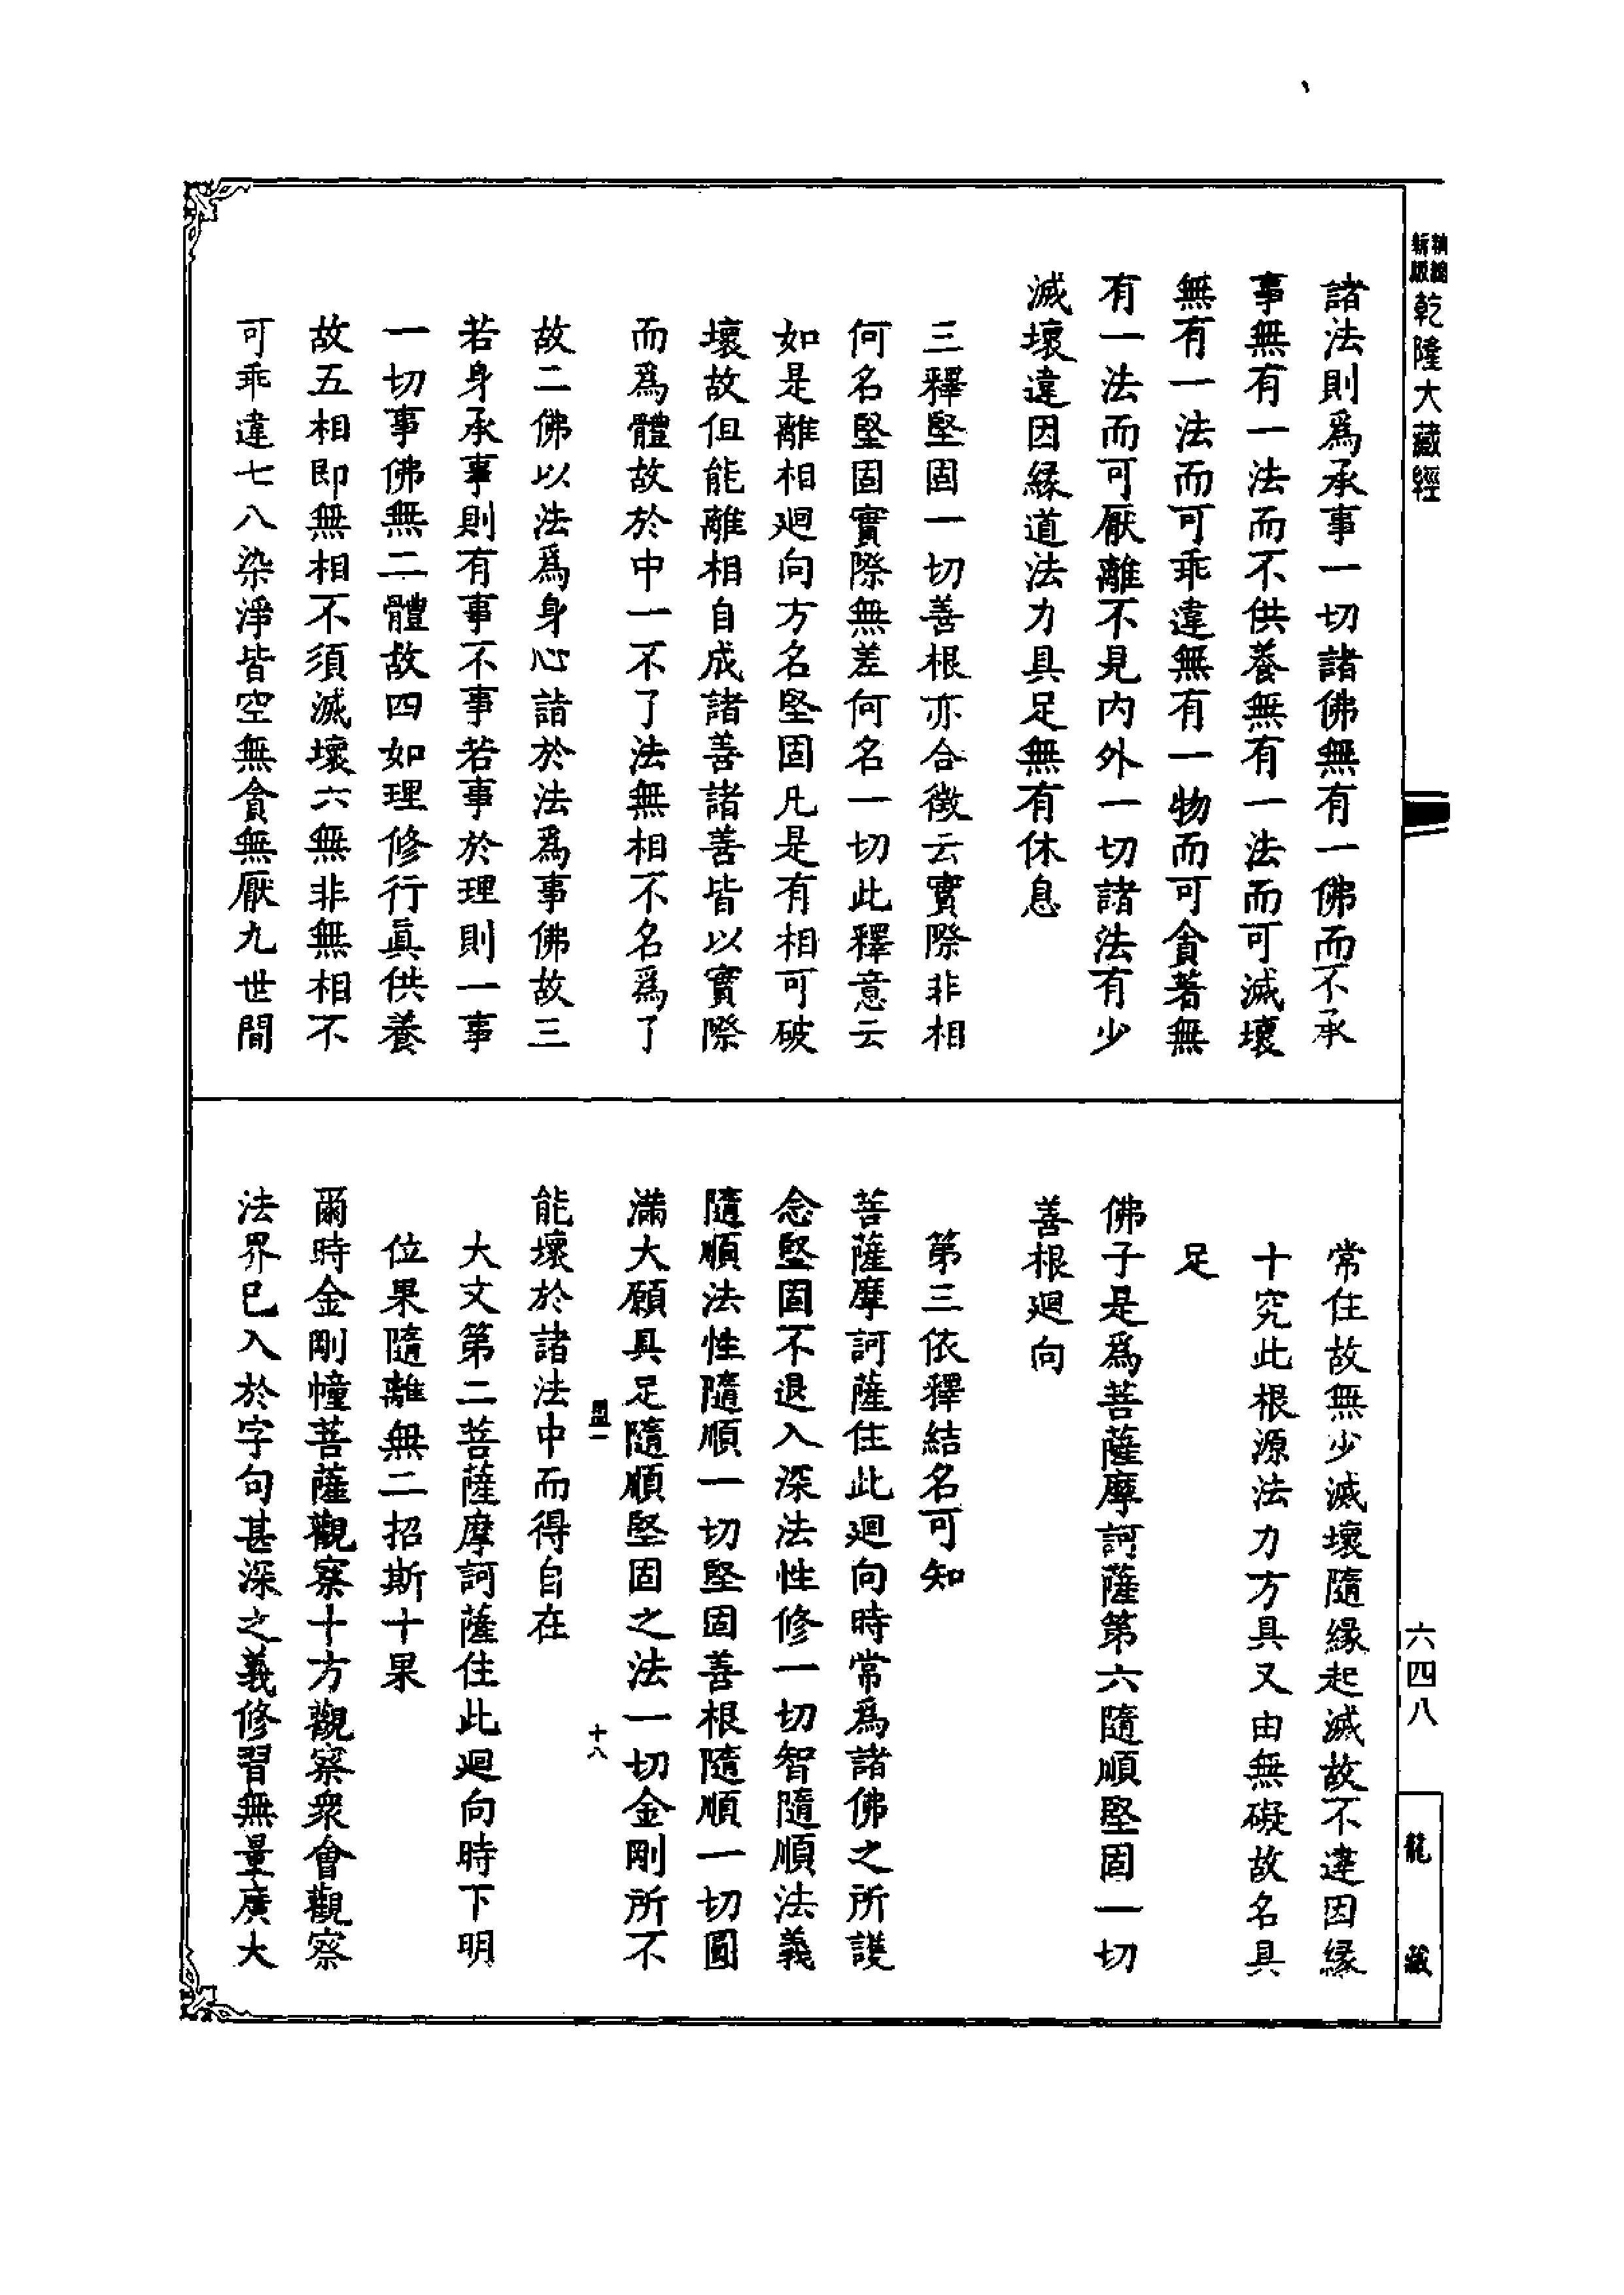 精縮
新版
乾隆大藏經
諸法則爲承事一切諸佛無有一佛而不承
事無有一法而不供養無有一法而可滅壞
無有一法而可乖違無有一物而可貪著無
有一法而可厭離不見內外一切諸法有少
滅壞違因緣道法力具足無有休息
三釋堅固一切善根亦合徵云實際非相
何名堅固實際無差何名一切此釋意云
如是離相廻向方名堅固凡是有相可破
壞故但能離相自成諸善諸善皆以實際
而爲體故於中一不了法無相不名爲了
故二佛以法爲身心詣於法爲事佛故三
若身承事則有事不事若事於理則一事
一切事佛無二體故四如理修行眞供養
故五相即無相不須滅壞六無非無相不
可乖違七八染淨皆空無貪無厭九世間
常住故無少滅壞隨緣起滅故不違因緣
十究此根源法力方具又由無礙故名具
足
佛子是爲菩薩摩訶薩第六隨順堅固一切
善根廻向
第三依釋結名可知
菩薩摩訶薩住此廻向時常爲諸佛之所護
念堅固不退入深法性修一切智隨順法義
隨順法性隨順一切堅固善根隨順一切圓
滿大願具足隨順堅固之法一切金剛所不
十八
能壞於諸法中而得自在
大文第二菩薩摩訶薩住此廻向時下明
位果隨離無二招斯十果
爾時金剛幢菩薩觀察十方觀察衆會觀察
法界已入於字句甚深之義修習無量廣大
六四八
龍藏